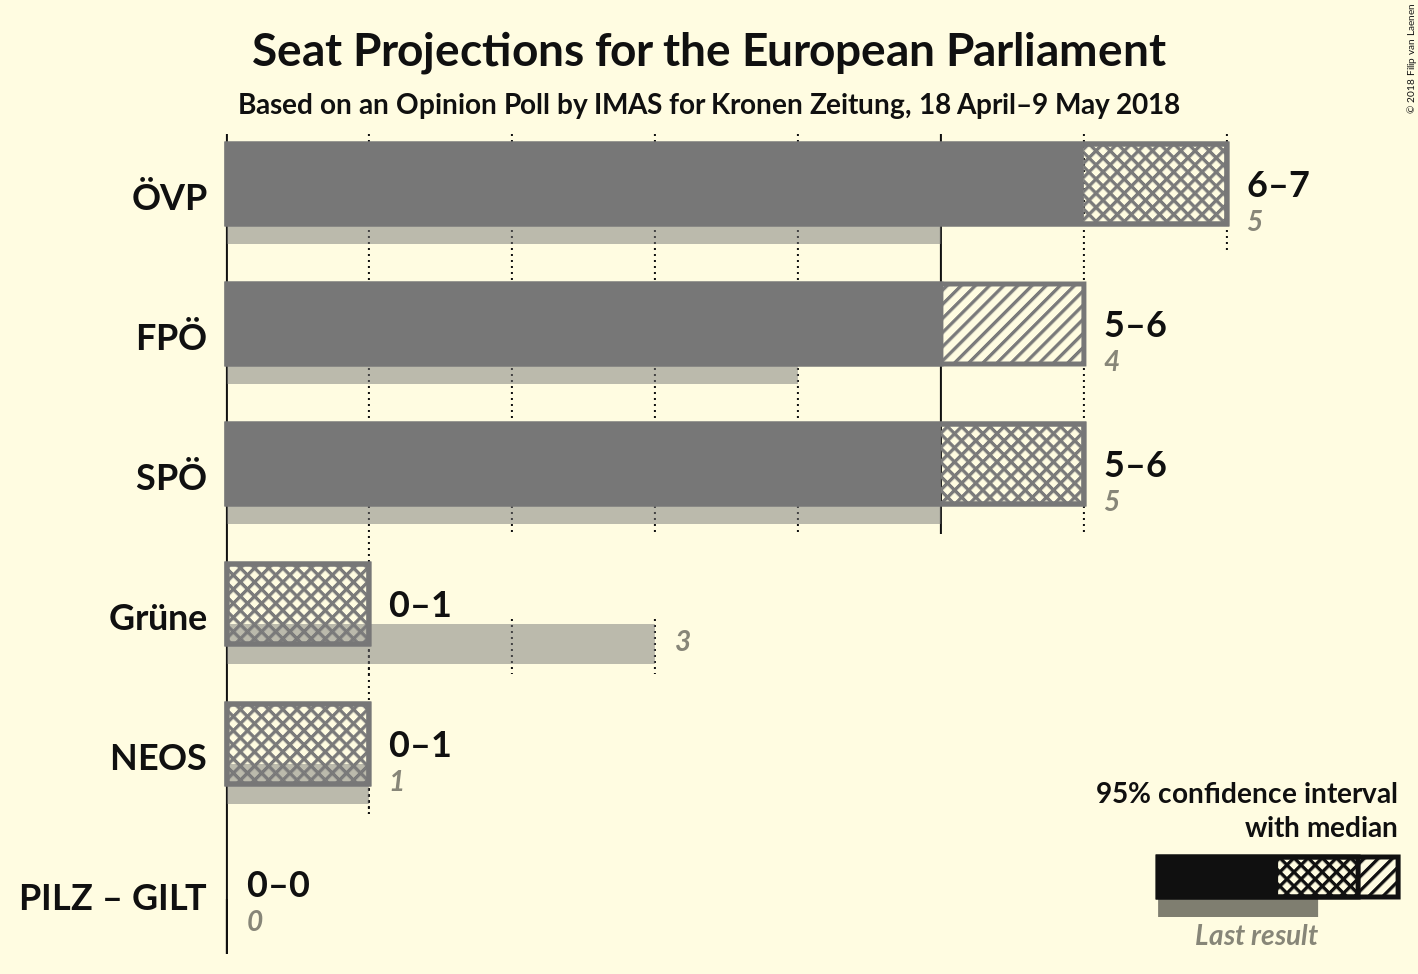 Seat Projections for the European Parliament
Based on an Opinion Poll by IMAS for Kronen Zeitung, 18 April–9 May 2018
© 2018 Filip van Laenen
ÖVP
6–7
5
FPÖ
5–6
4
SPÖ
5–6
5
Grüne
0–1
3
NEOS
0–1
1
PILZ – GILT
0–0
0
95% confidence interval
with median
Last result